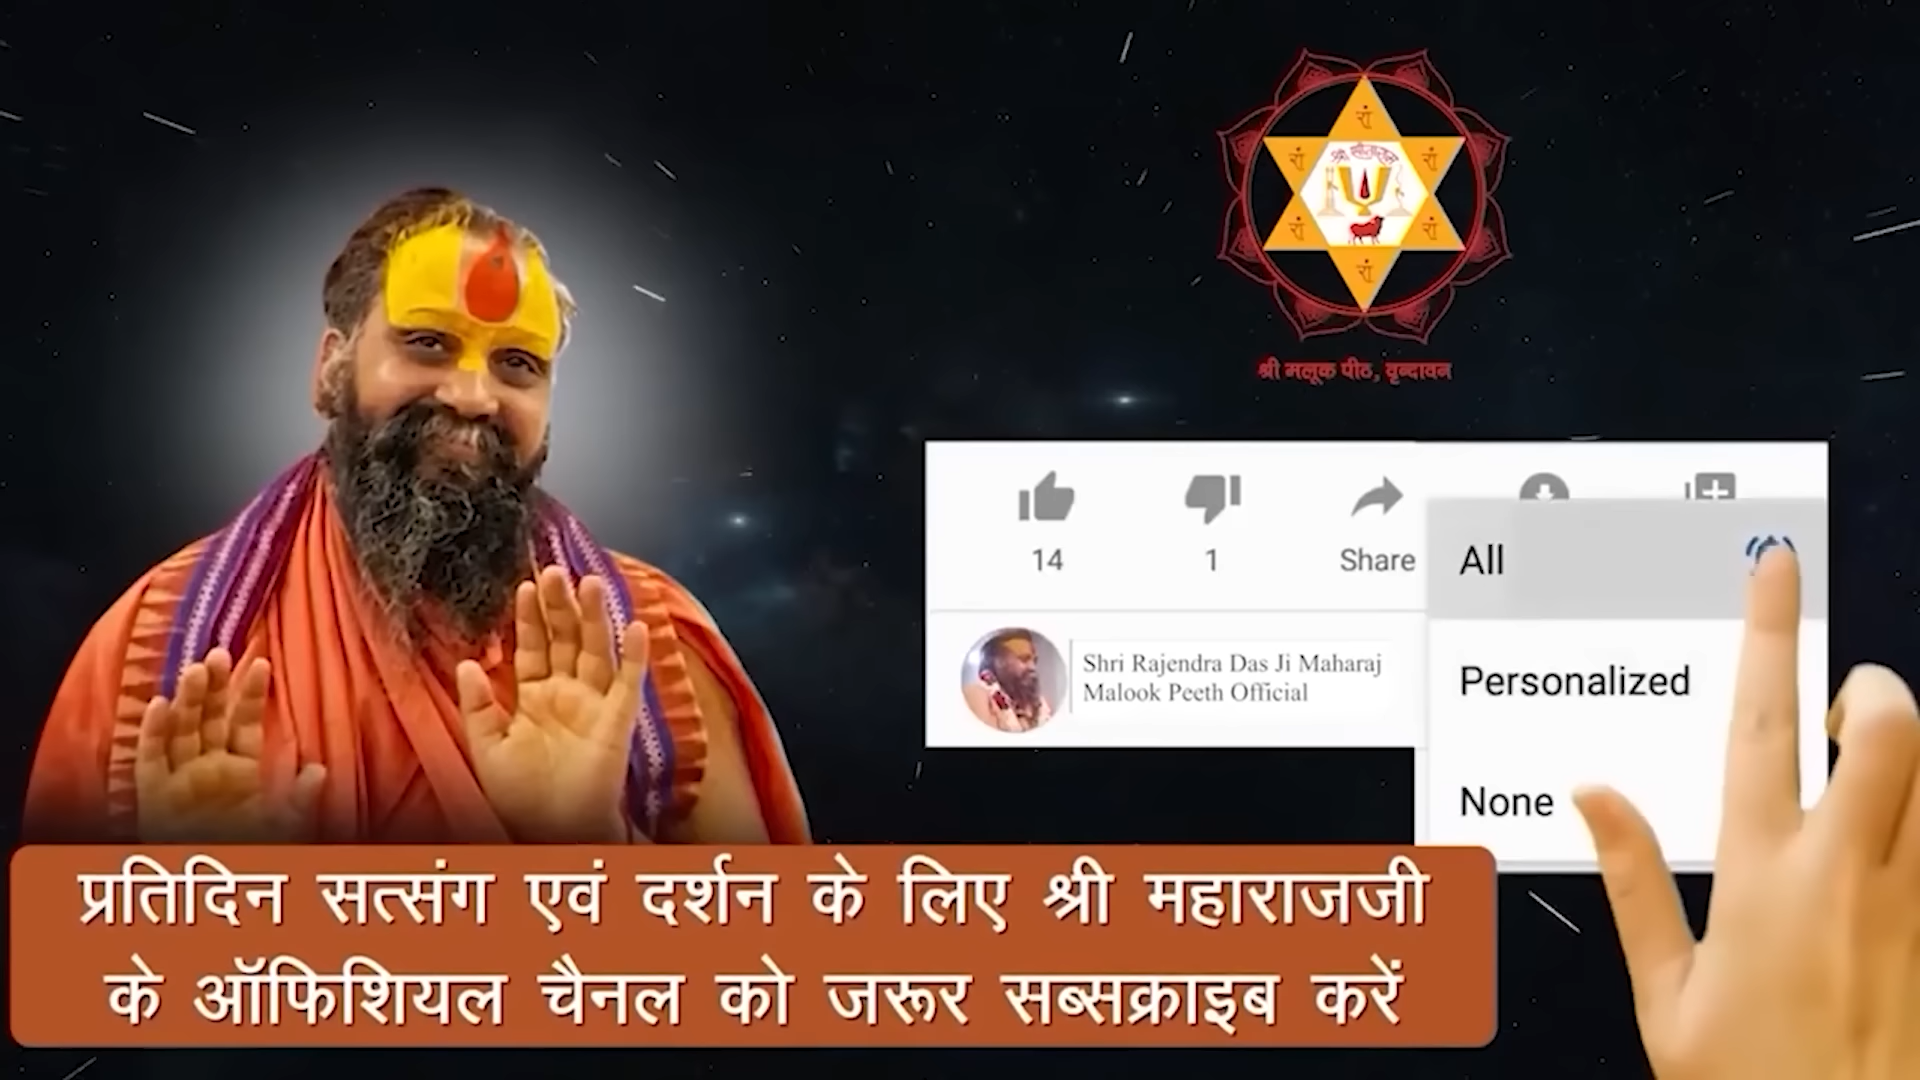 रां
रां
रां
श्री सीताराम
रां
रां
रां
श्री मलूक पीठ, वृन्दावन
14
1
Share
All
Personalized
None
Shri Rajendra Das Ji Maharaj
Malook Peeth Official
प्रतिदिन सत्संग एवं दर्शन के लिए श्री महाराजजी
के ऑफिशियल चैनल को जरूर सब्सक्राइब करें